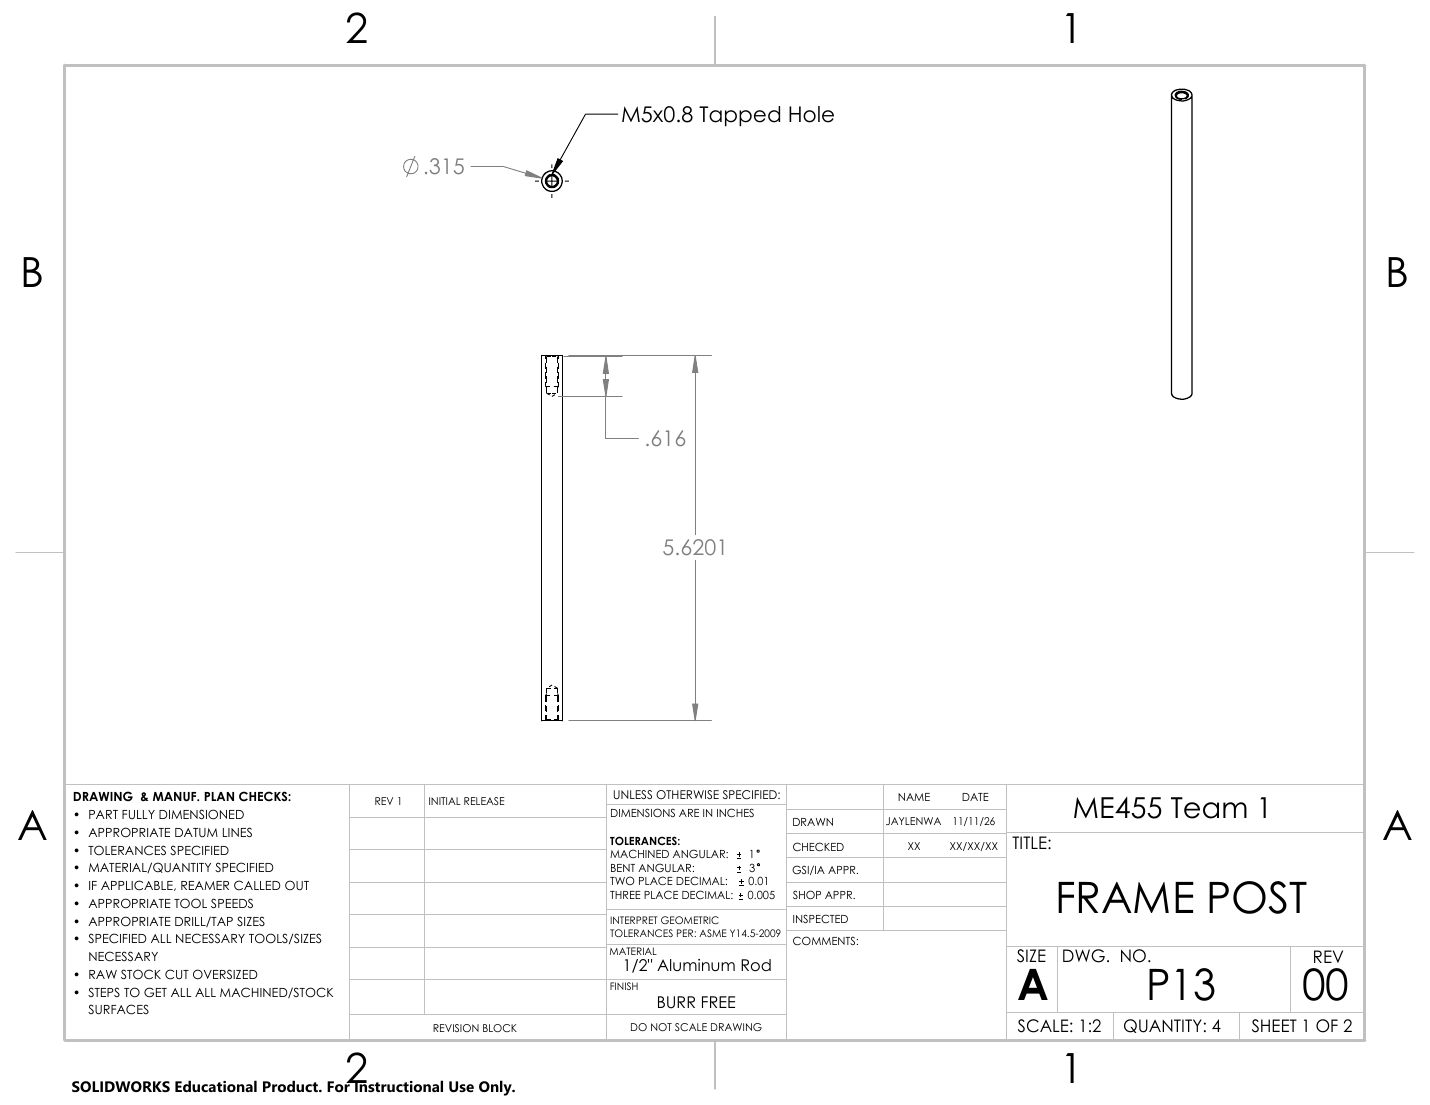 2
1
M5x0.8 Tapped Hole
∅.315
B
B
.616
5.6201
A
A
DRAWING & MANUF. PLAN CHECKS:
• PART FULLY DIMENSIONED
• APPROPRIATE DATUM LINES
• TOLERANCES SPECIFIED
• MATERIAL/QUANTITY SPECIFIED
• IF APPLICABLE, REAMER CALLED OUT
• APPROPRIATE TOOL SPEEDS
• APPROPRIATE DRILL/TAP SIZES
• SPECIFIED ALL NECESSARY TOOLS/SIZES
NECESSARY
• RAW STOCK CUT OVERSIZED
• STEPS TO GET ALL ALL MACHINED/STOCK
SURFACES
REV 1 INITIAL RELEASE
REVISION BLOCK
UNLESS OTHERWISE SPECIFIED:
DIMENSIONS ARE IN INCHES
TOLERANCES:
MACHINED ANGULAR: ± 1°
BENT ANGULAR: ± 3°
TWO PLACE DECIMAL: ± 0.01
THREE PLACE DECIMAL: ± 0.005
INTERPRET GEOMETRIC
TOLERANCES PER: ASME Y14.5-2009
MATERIAL
1/2" Aluminum Rod
FINISH
BURR FREE
DO NOT SCALE DRAWING
NAME DATE
DRAWN JAYLENWA 11/11/26
CHECKED XX XX/XX/XX
GSI/IA APPR.
SHOP APPR.
INSPECTED
COMMENTS:
ME455 Team 1
TITLE:
FRAME POST
SIZE DWG. NO. REV
A P13 00
SCALE: 1:2 QUANTITY: 4 SHEET 1 OF 2
2
1
SOLIDWORKS Educational Product. For Instructional Use Only.